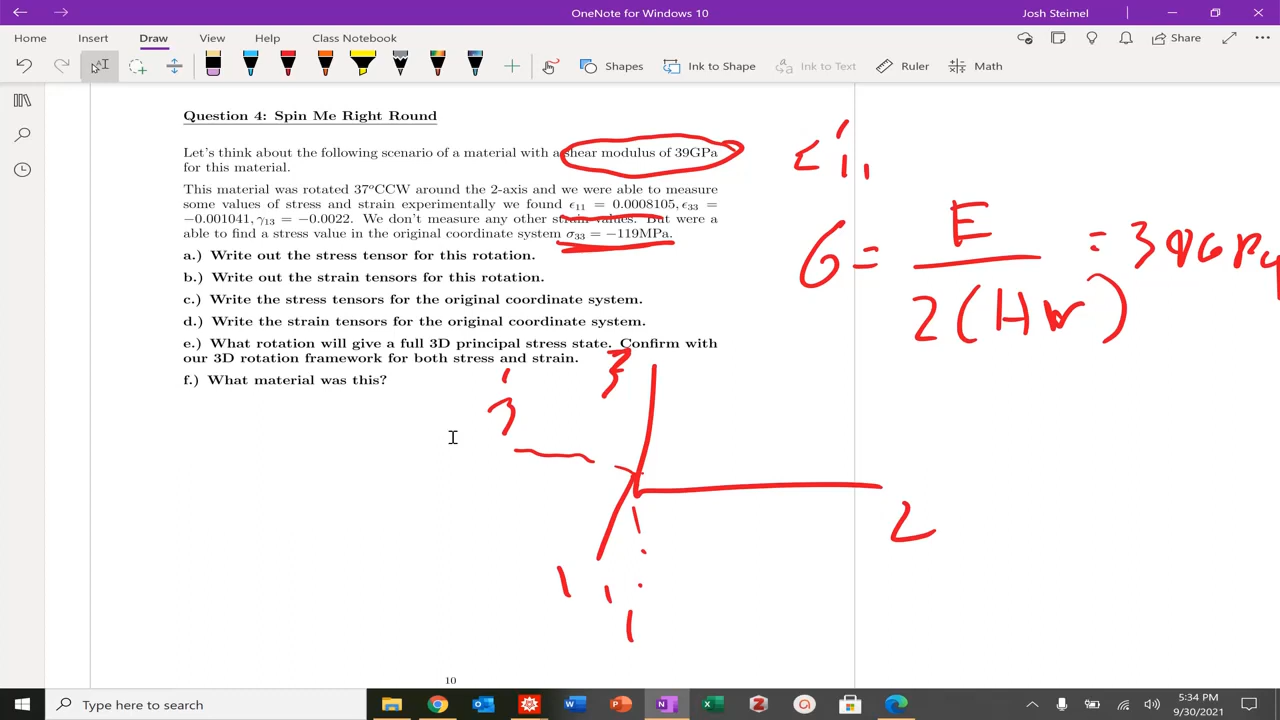 OneNote for Windows 10
Josh Steimel
Home Insert Draw View Help Class Notebook
Share
Shapes Ink to Shape Ink to Text Ruler Math
Question 4: Spin Me Right Round
Let's think about the following scenario of a material with a shear modulus of 39GPa
for this material.
This material was rotated 37°CCW around the 2-axis and we were able to measure
some values of stress and strain experimentally we found ϵ11 = 0.0008105, ϵ33 =
−0.001041, γ13 = −0.0022. We don't measure any other strain values. But were a
able to find a stress value in the original coordinate system σ33 = −119MPa.
a.) Write out the stress tensor for this rotation.
b.) Write out the strain tensors for this rotation.
c.) Write the stress tensors for the original coordinate system.
d.) Write the strain tensors for the original coordinate system.
e.) What rotation will give a full 3D principal stress state. Confirm with
our 3D rotation framework for both stress and strain.
f.) What material was this?
G = E
2(1+ν)
3
3'
2
1
1'
10
Type here to search
5:34 PM
9/30/2021